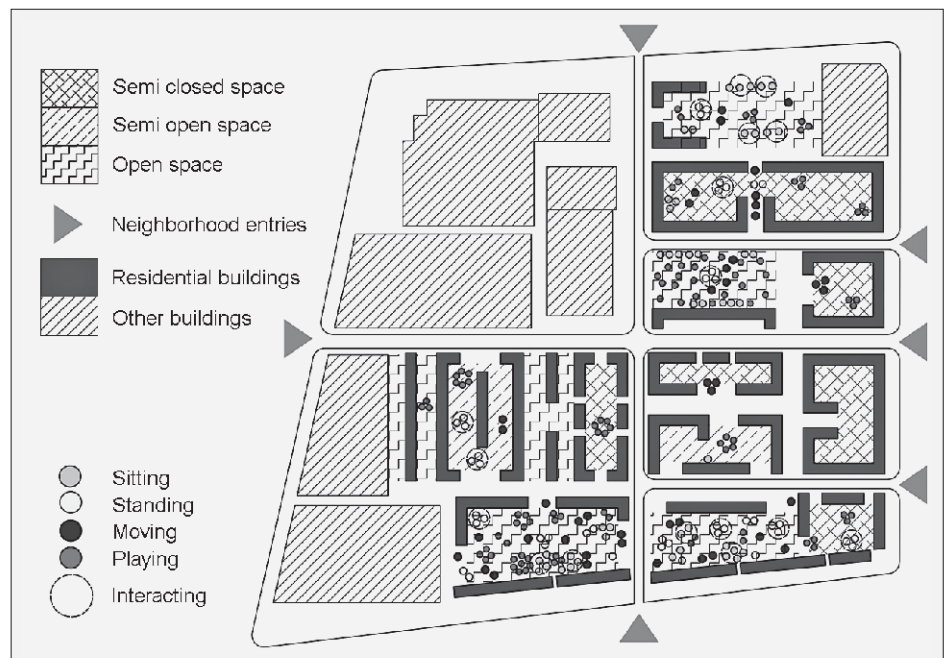 Semi closed space
Semi open space
Open space
Neighborhood entries
Residential buildings
Other buildings
Sitting
Standing
Moving
Playing
Interacting